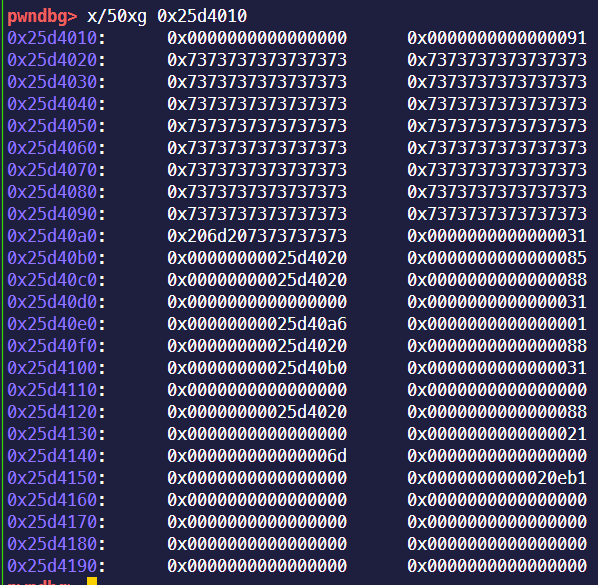 pwndbg> x/50xg 0x25d4010
0x25d4010: 0x0000000000000000 0x0000000000000091
0x25d4020: 0x7373737373737373 0x7373737373737373
0x25d4030: 0x7373737373737373 0x7373737373737373
0x25d4040: 0x7373737373737373 0x7373737373737373
0x25d4050: 0x7373737373737373 0x7373737373737373
0x25d4060: 0x7373737373737373 0x7373737373737373
0x25d4070: 0x7373737373737373 0x7373737373737373
0x25d4080: 0x7373737373737373 0x7373737373737373
0x25d4090: 0x7373737373737373 0x7373737373737373
0x25d40a0: 0x206d207373737373 0x0000000000000031
0x25d40b0: 0x00000000025d4020 0x0000000000000085
0x25d40c0: 0x00000000025d4020 0x0000000000000088
0x25d40d0: 0x0000000000000000 0x0000000000000031
0x25d40e0: 0x00000000025d40a6 0x0000000000000001
0x25d40f0: 0x00000000025d4020 0x0000000000000088
0x25d4100: 0x00000000025d40b0 0x0000000000000031
0x25d4110: 0x0000000000000000 0x0000000000000000
0x25d4120: 0x00000000025d4020 0x0000000000000088
0x25d4130: 0x0000000000000000 0x0000000000000021
0x25d4140: 0x000000000000006d 0x0000000000000000
0x25d4150: 0x0000000000000000 0x0000000000020eb1
0x25d4160: 0x0000000000000000 0x0000000000000000
0x25d4170: 0x0000000000000000 0x0000000000000000
0x25d4180: 0x0000000000000000 0x0000000000000000
0x25d4190: 0x0000000000000000 0x0000000000000000
pwndbg>